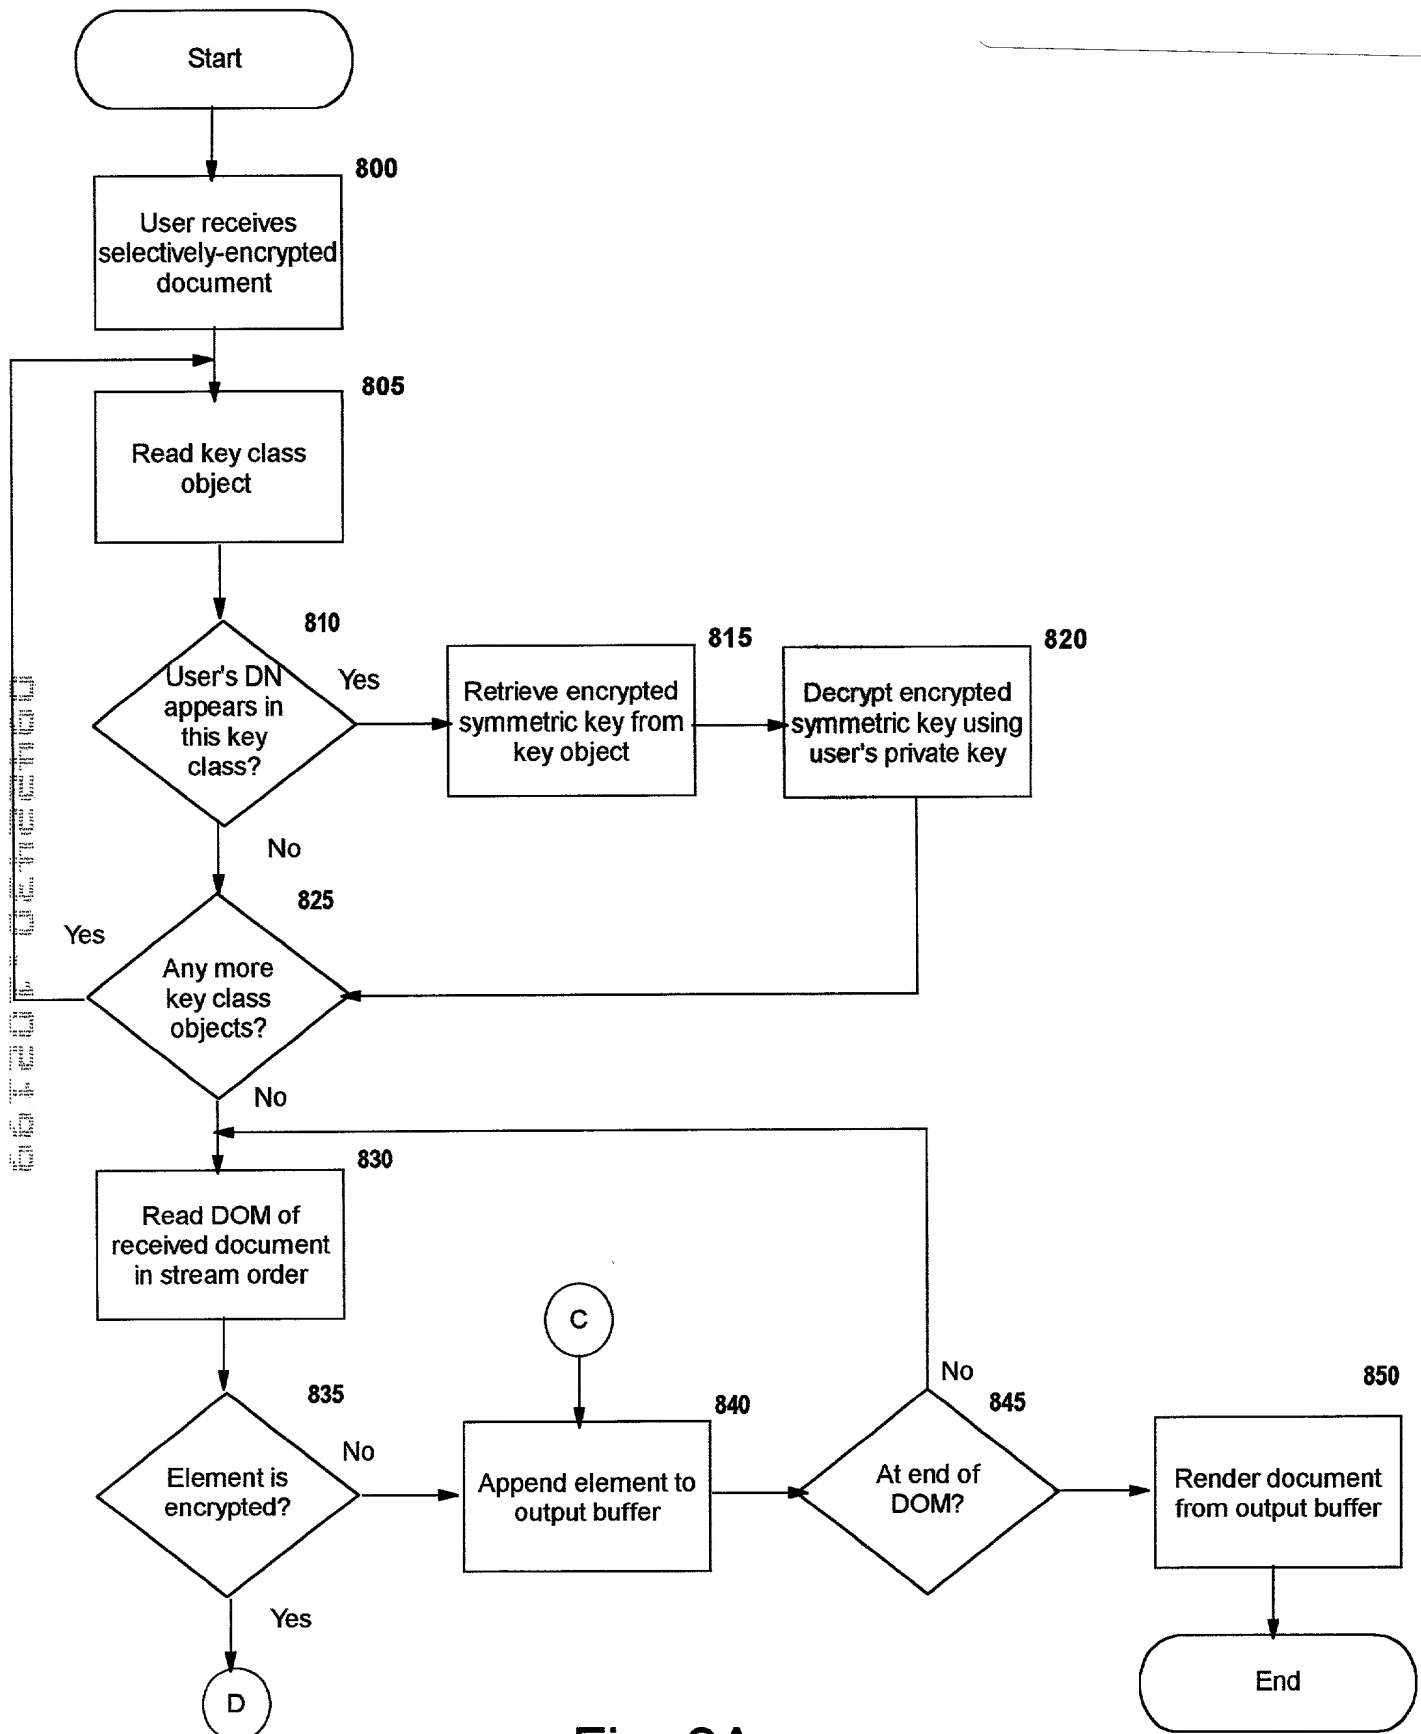 Start
800
User receives
selectively-encrypted
document
805
Read key class
object
810
User's DN
appears in
this key
class?
Yes
815
Retrieve encrypted
symmetric key from
key object
820
Decrypt encrypted
symmetric key using
user's private key
No
825
Yes
Any more
key class
objects?
No
830
Read DOM of
received document
in stream order
C
835
Element is
encrypted?
No
840
Append element to
output buffer
No
845
At end of
DOM?
850
Render document
from output buffer
Yes
D
End